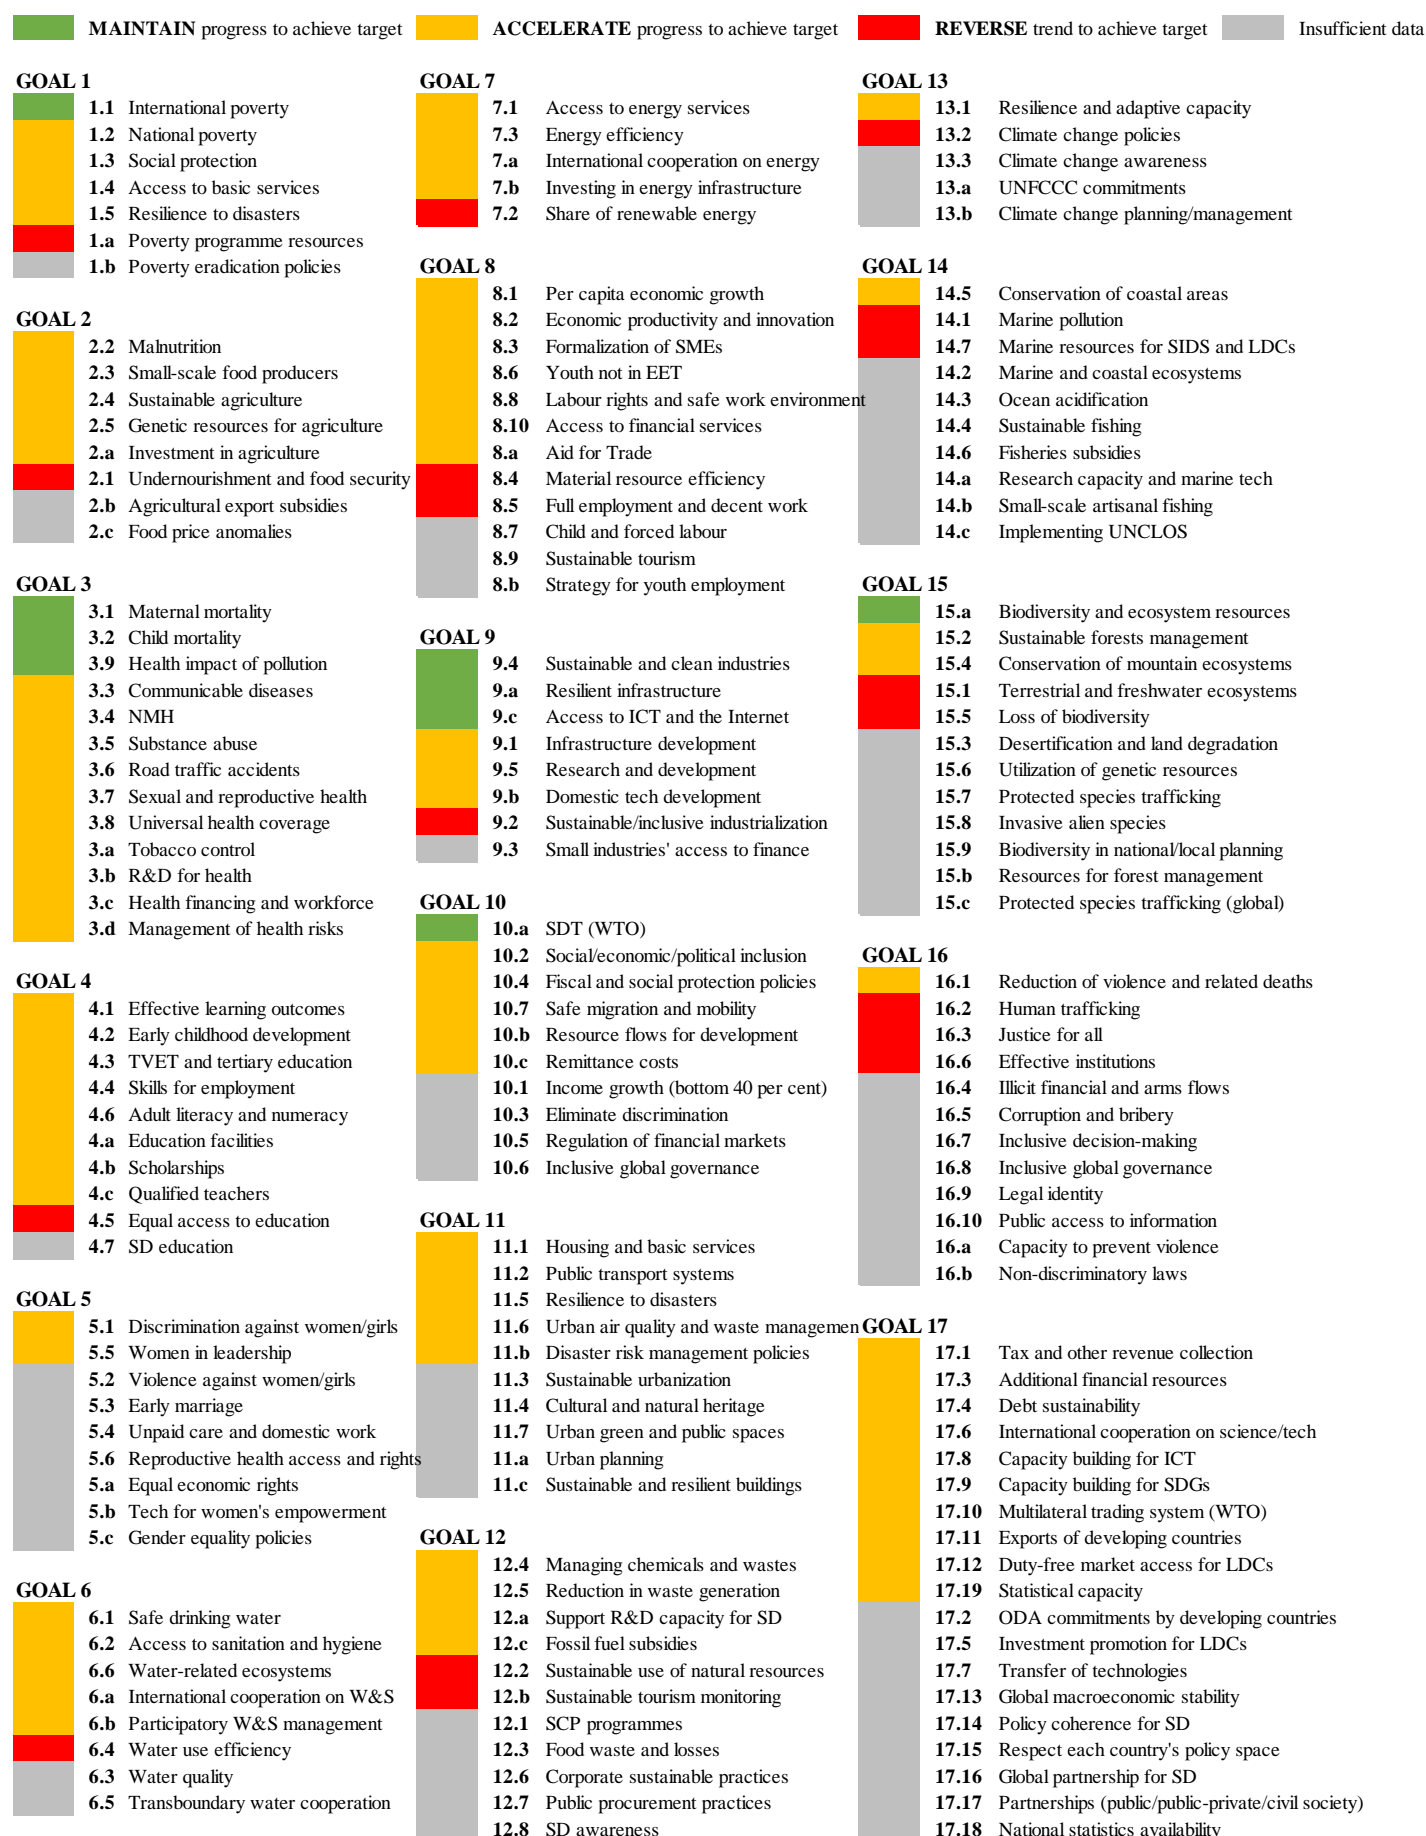 MAINTAIN progress to achieve target
ACCELERATE progress to achieve target
REVERSE trend to achieve target
Insufficient data
GOAL 1
1.1 International poverty
1.2 National poverty
1.3 Social protection
1.4 Access to basic services
1.5 Resilience to disasters
1.a Poverty programme resources
1.b Poverty eradication policies
GOAL 2
2.2 Malnutrition
2.3 Small-scale food producers
2.4 Sustainable agriculture
2.5 Genetic resources for agriculture
2.a Investment in agriculture
2.1 Undernourishment and food security
2.b Agricultural export subsidies
2.c Food price anomalies
GOAL 3
3.1 Maternal mortality
3.2 Child mortality
3.9 Health impact of pollution
3.3 Communicable diseases
3.4 NMH
3.5 Substance abuse
3.6 Road traffic accidents
3.7 Sexual and reproductive health
3.8 Universal health coverage
3.a Tobacco control
3.b R&D for health
3.c Health financing and workforce
3.d Management of health risks
GOAL 4
4.1 Effective learning outcomes
4.2 Early childhood development
4.3 TVET and tertiary education
4.4 Skills for employment
4.6 Adult literacy and numeracy
4.a Education facilities
4.b Scholarships
4.c Qualified teachers
4.5 Equal access to education
4.7 SD education
GOAL 5
5.1 Discrimination against women/girls
5.5 Women in leadership
5.2 Violence against women/girls
5.3 Early marriage
5.4 Unpaid care and domestic work
5.6 Reproductive health access and rights
5.a Equal economic rights
5.b Tech for women's empowerment
5.c Gender equality policies
GOAL 6
6.1 Safe drinking water
6.2 Access to sanitation and hygiene
6.6 Water-related ecosystems
6.a International cooperation on W&S
6.b Participatory W&S management
6.4 Water use efficiency
6.3 Water quality
6.5 Transboundary water cooperation
GOAL 7
7.1 Access to energy services
7.3 Energy efficiency
7.a International cooperation on energy
7.b Investing in energy infrastructure
7.2 Share of renewable energy
GOAL 8
8.1 Per capita economic growth
8.2 Economic productivity and innovation
8.3 Formalization of SMEs
8.6 Youth not in EET
8.8 Labour rights and safe work environment
8.10 Access to financial services
8.a Aid for Trade
8.4 Material resource efficiency
8.5 Full employment and decent work
8.7 Child and forced labour
8.9 Sustainable tourism
8.b Strategy for youth employment
GOAL 9
9.4 Sustainable and clean industries
9.a Resilient infrastructure
9.c Access to ICT and the Internet
9.1 Infrastructure development
9.5 Research and development
9.b Domestic tech development
9.2 Sustainable/inclusive industrialization
9.3 Small industries' access to finance
GOAL 10
10.a SDT (WTO)
10.2 Social/economic/political inclusion
10.4 Fiscal and social protection policies
10.7 Safe migration and mobility
10.b Resource flows for development
10.c Remittance costs
10.1 Income growth (bottom 40 per cent)
10.3 Eliminate discrimination
10.5 Regulation of financial markets
10.6 Inclusive global governance
GOAL 11
11.1 Housing and basic services
11.2 Public transport systems
11.5 Resilience to disasters
11.6 Urban air quality and waste managemen
11.b Disaster risk management policies
11.3 Sustainable urbanization
11.4 Cultural and natural heritage
11.7 Urban green and public spaces
11.a Urban planning
11.c Sustainable and resilient buildings
GOAL 12
12.4 Managing chemicals and wastes
12.5 Reduction in waste generation
12.a Support R&D capacity for SD
12.c Fossil fuel subsidies
12.2 Sustainable use of natural resources
12.b Sustainable tourism monitoring
12.1 SCP programmes
12.3 Food waste and losses
12.6 Corporate sustainable practices
12.7 Public procurement practices
12.8 SD awareness
GOAL 13
13.1 Resilience and adaptive capacity
13.2 Climate change policies
13.3 Climate change awareness
13.a UNFCCC commitments
13.b Climate change planning/management
GOAL 14
14.5 Conservation of coastal areas
14.1 Marine pollution
14.7 Marine resources for SIDS and LDCs
14.2 Marine and coastal ecosystems
14.3 Ocean acidification
14.4 Sustainable fishing
14.6 Fisheries subsidies
14.a Research capacity and marine tech
14.b Small-scale artisanal fishing
14.c Implementing UNCLOS
GOAL 15
15.a Biodiversity and ecosystem resources
15.2 Sustainable forests management
15.4 Conservation of mountain ecosystems
15.1 Terrestrial and freshwater ecosystems
15.5 Loss of biodiversity
15.3 Desertification and land degradation
15.6 Utilization of genetic resources
15.7 Protected species trafficking
15.8 Invasive alien species
15.9 Biodiversity in national/local planning
15.b Resources for forest management
15.c Protected species trafficking (global)
GOAL 16
16.1 Reduction of violence and related deaths
16.2 Human trafficking
16.3 Justice for all
16.6 Effective institutions
16.4 Illicit financial and arms flows
16.5 Corruption and bribery
16.7 Inclusive decision-making
16.8 Inclusive global governance
16.9 Legal identity
16.10 Public access to information
16.a Capacity to prevent violence
16.b Non-discriminatory laws
GOAL 17
17.1 Tax and other revenue collection
17.3 Additional financial resources
17.4 Debt sustainability
17.6 International cooperation on science/tech
17.8 Capacity building for ICT
17.9 Capacity building for SDGs
17.10 Multilateral trading system (WTO)
17.11 Exports of developing countries
17.12 Duty-free market access for LDCs
17.19 Statistical capacity
17.2 ODA commitments by developing countries
17.5 Investment promotion for LDCs
17.7 Transfer of technologies
17.13 Global macroeconomic stability
17.14 Policy coherence for SD
17.15 Respect each country's policy space
17.16 Global partnership for SD
17.17 Partnerships (public/public-private/civil society)
17.18 National statistics availability